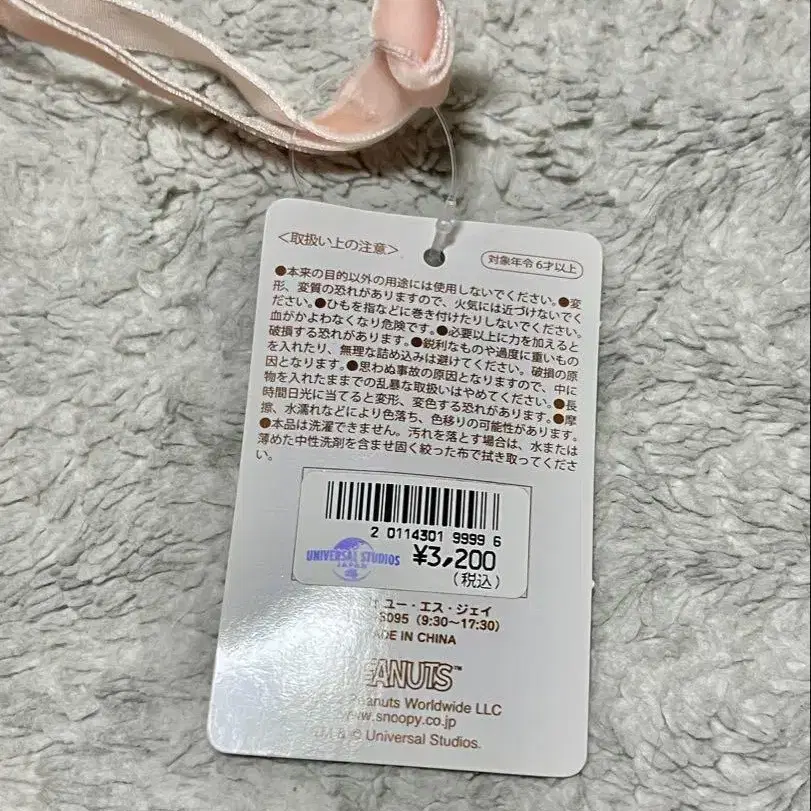 <取扱い上の注意>
対象年令6才以上
●本来の目的以外の用途には使用しないでください。●変
形、変質の恐れがありますので、火気には近づけないでく
ださい。●ひもを指などに巻き付けたりしないでください。
血がかよわなくなり危険です。●必要以上に力を加えると
破損する恐れがあります。●鋭利なものや過度に重いもの
を入れたり、無理な詰め込みは避けてください。破損の原
因となります。●思わぬ事故の原因となりますので、中に
物を入れたままでの乱暴な取扱いはやめてください。●長
時間日光に当てると変形、変色する恐れがあります。●摩
擦、水濡れなどにより色落ち、色移りの可能性があります。
●本品は洗濯できません。汚れを落とす場合は、水または
薄めた中性洗剤を含ませ固く絞った布で拭き取ってくださ
い。
2 0114301 9999 6
UNIVERSAL STUDIOS
JAPAN
¥3,200
(税込)
ユー・エス・ジェイ
(9:30〜17:30)
IN CHINA
PEANUTS™
Peanuts Worldwide LLC
www.snoopy.co.jp
TM & © Universal Studios.